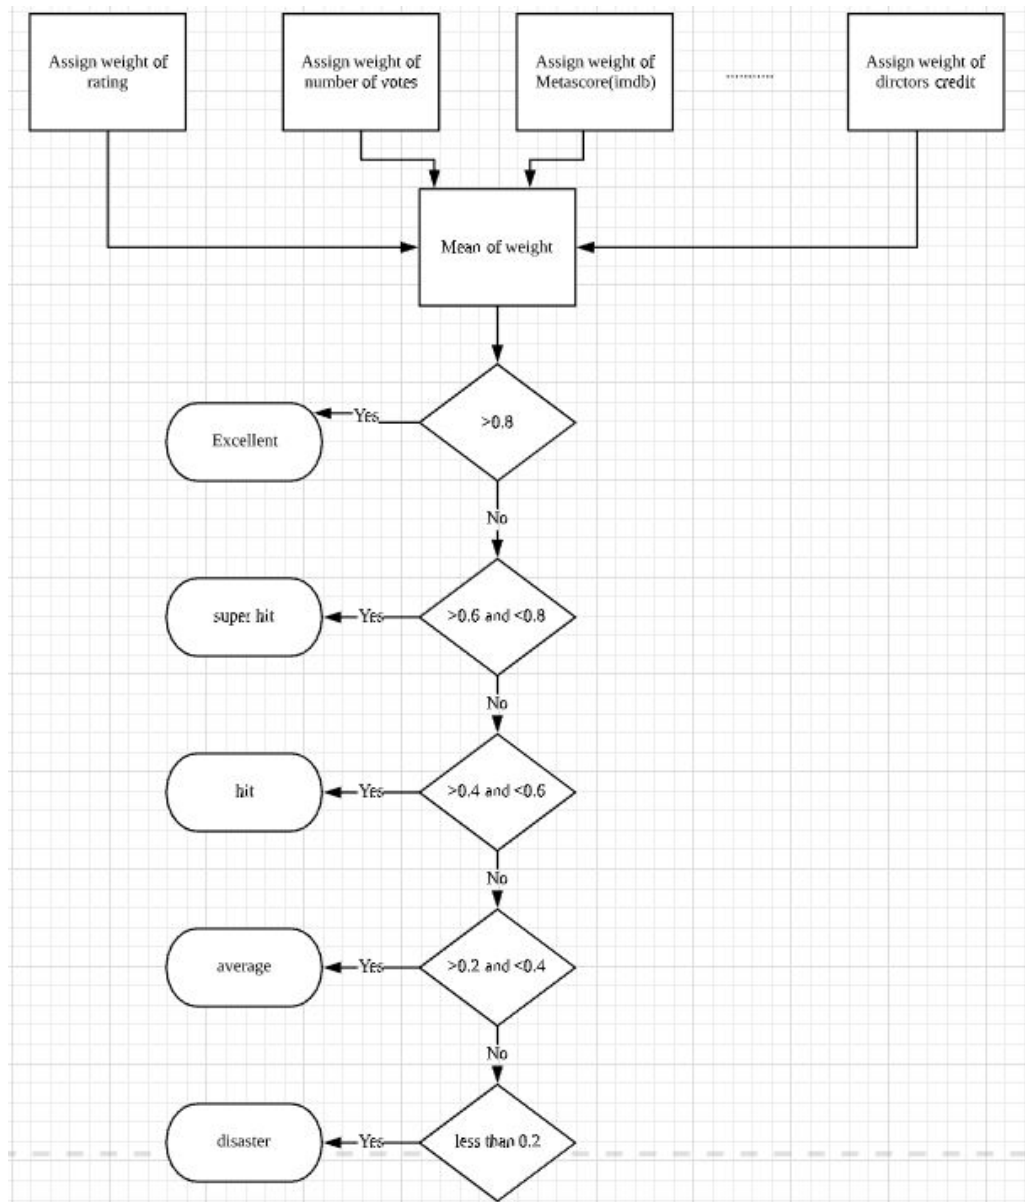 Assign weight of
rating
Assign weight of
number of votes
Assign weight of
Metascore(imdb)
...........
Assign weight of
dirctors credit
Mean of weight
>0.8
Yes
Excellent
No
>0.6 and <0.8
Yes
super hit
No
>0.4 and <0.6
Yes
hit
No
>0.2 and <0.4
Yes
average
No
less than 0.2
Yes
disaster